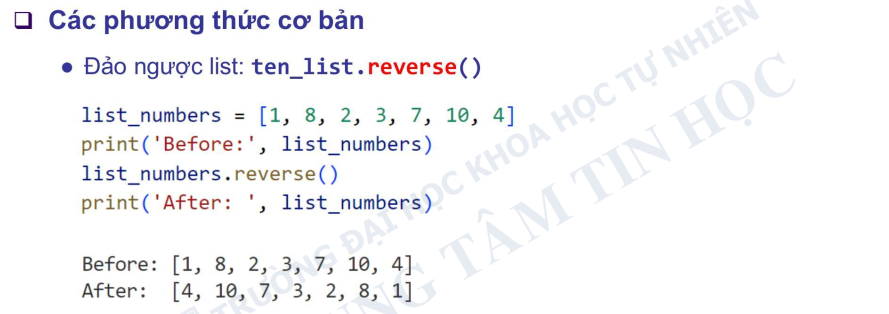 Các phương thức cơ bản
Đảo ngược list: ten_list.reverse()
list_numbers = [1, 8, 2, 3, 7, 10, 4]
print('Before:', list_numbers)
list_numbers.reverse()
print('After: ', list_numbers)
Before: [1, 8, 2, 3, 7, 10, 4]
After:  [4, 10, 7, 3, 2, 8, 1]
TRƯỜNG ĐẠI HỌC KHOA HỌC TỰ NHIÊN
TÂM TIN HỌC